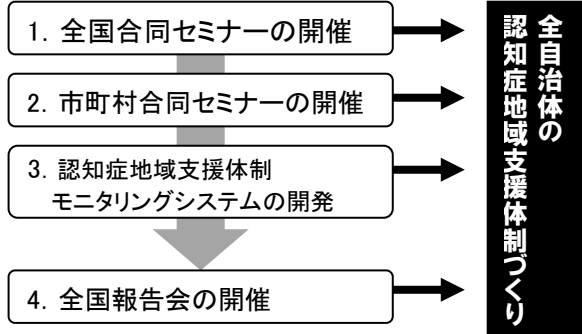 1．全国合同セミナーの開催
2．市町村合同セミナーの開催
3．認知症地域支援体制
モニタリングシステムの開発
4．全国報告会の開催
全自治体の
認知症地域支援体制づくり